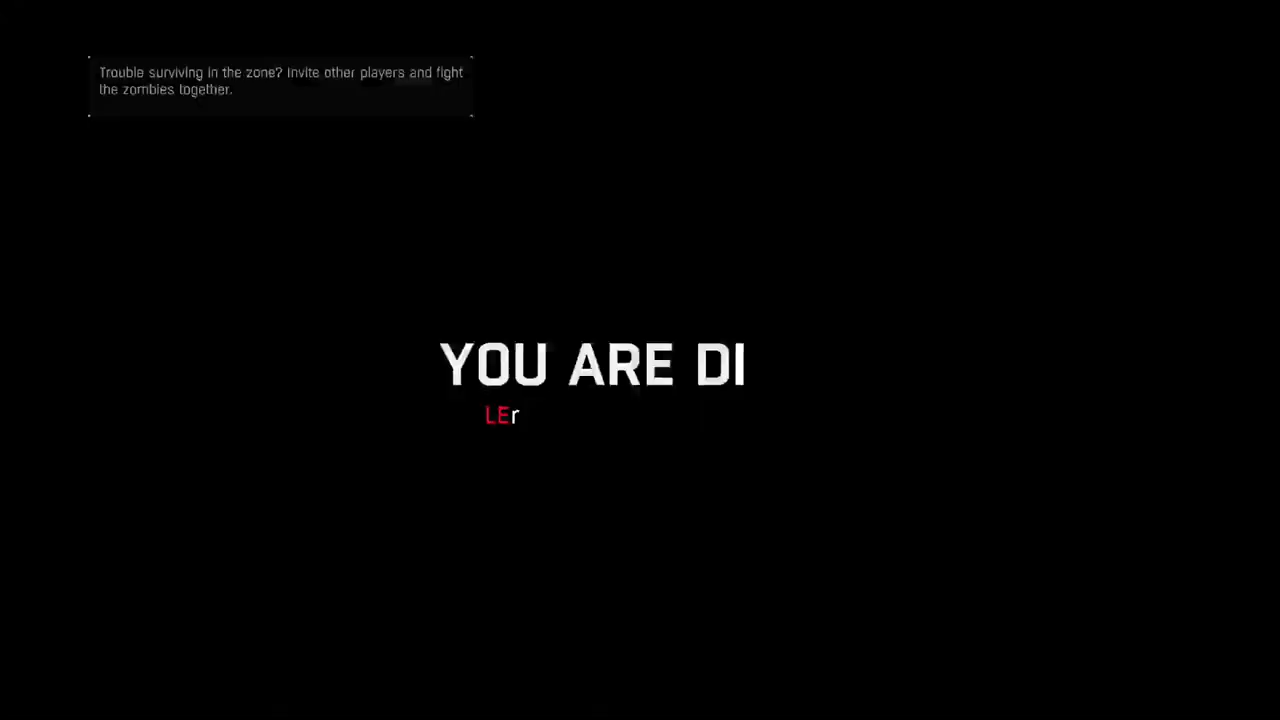 Trouble surviving in the zone? Invite other players and fight
the zombies together.
YOU ARE DI
LEr